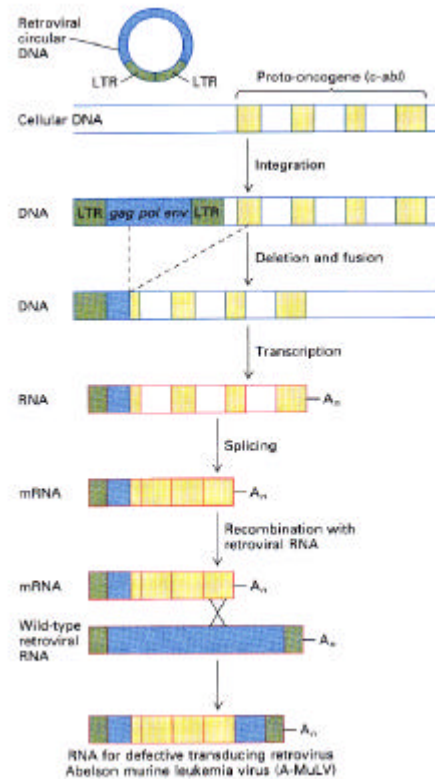 Retroviral
circular
DNA
LTR LTR
Proto-oncogene (c-abl)
Cellular DNA
Integration
DNA LTR gag pol env LTR
Deletion and fusion
DNA
Transcription
RNA An
Splicing
mRNA An
Recombination with
retroviral RNA
mRNA An
Wild-type
retroviral
RNA An
An
RNA for defective transducing retrovirus
Abelson murine leukemia virus (A-MuLV)